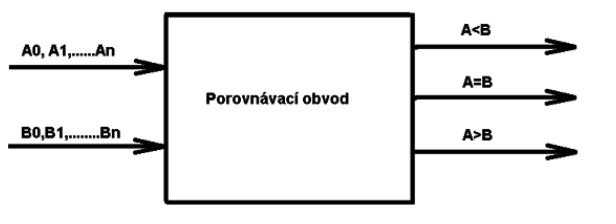 A0, A1,......An
B0,B1,........Bn
Porovnávací obvod
A<B
A=B
A>B